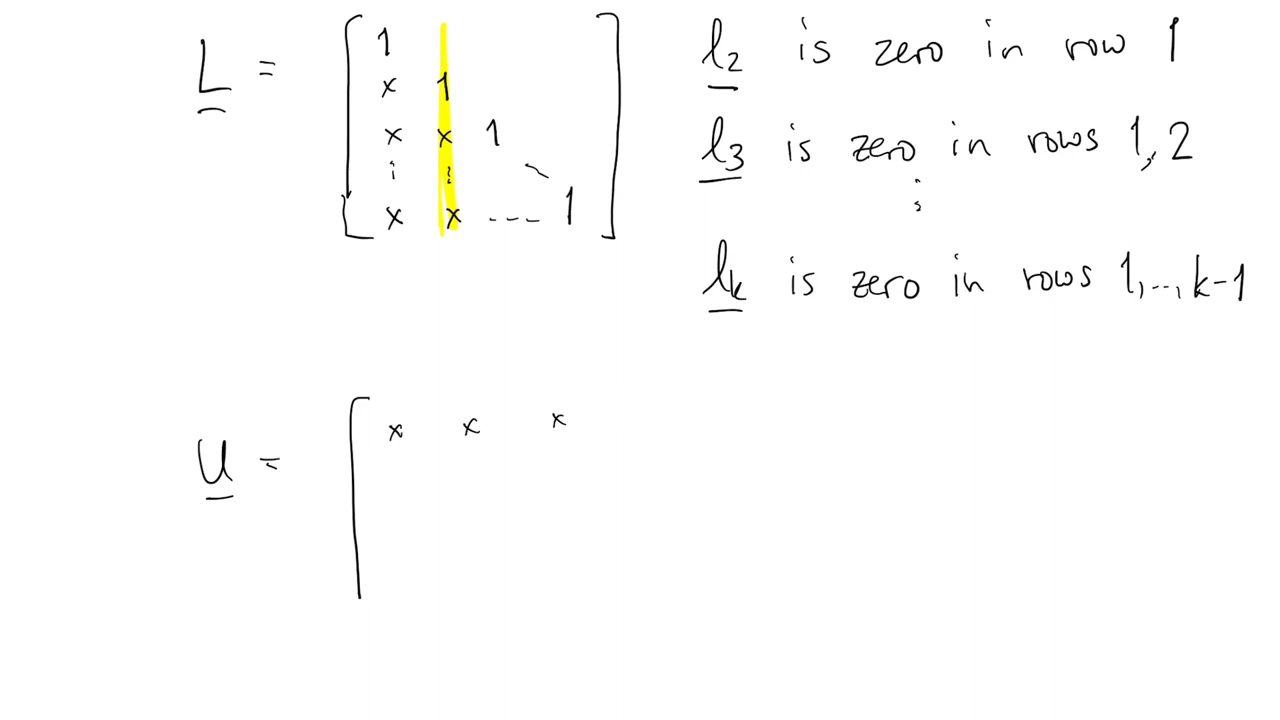 L = [ 1
x 1
x x 1
⋮ ⋮ ⋱
x x --- 1 ]
l2 is zero in row 1
l3 is zero in rows 1,2
⋮
lk is zero in rows 1,..,k-1
U = [ x x x